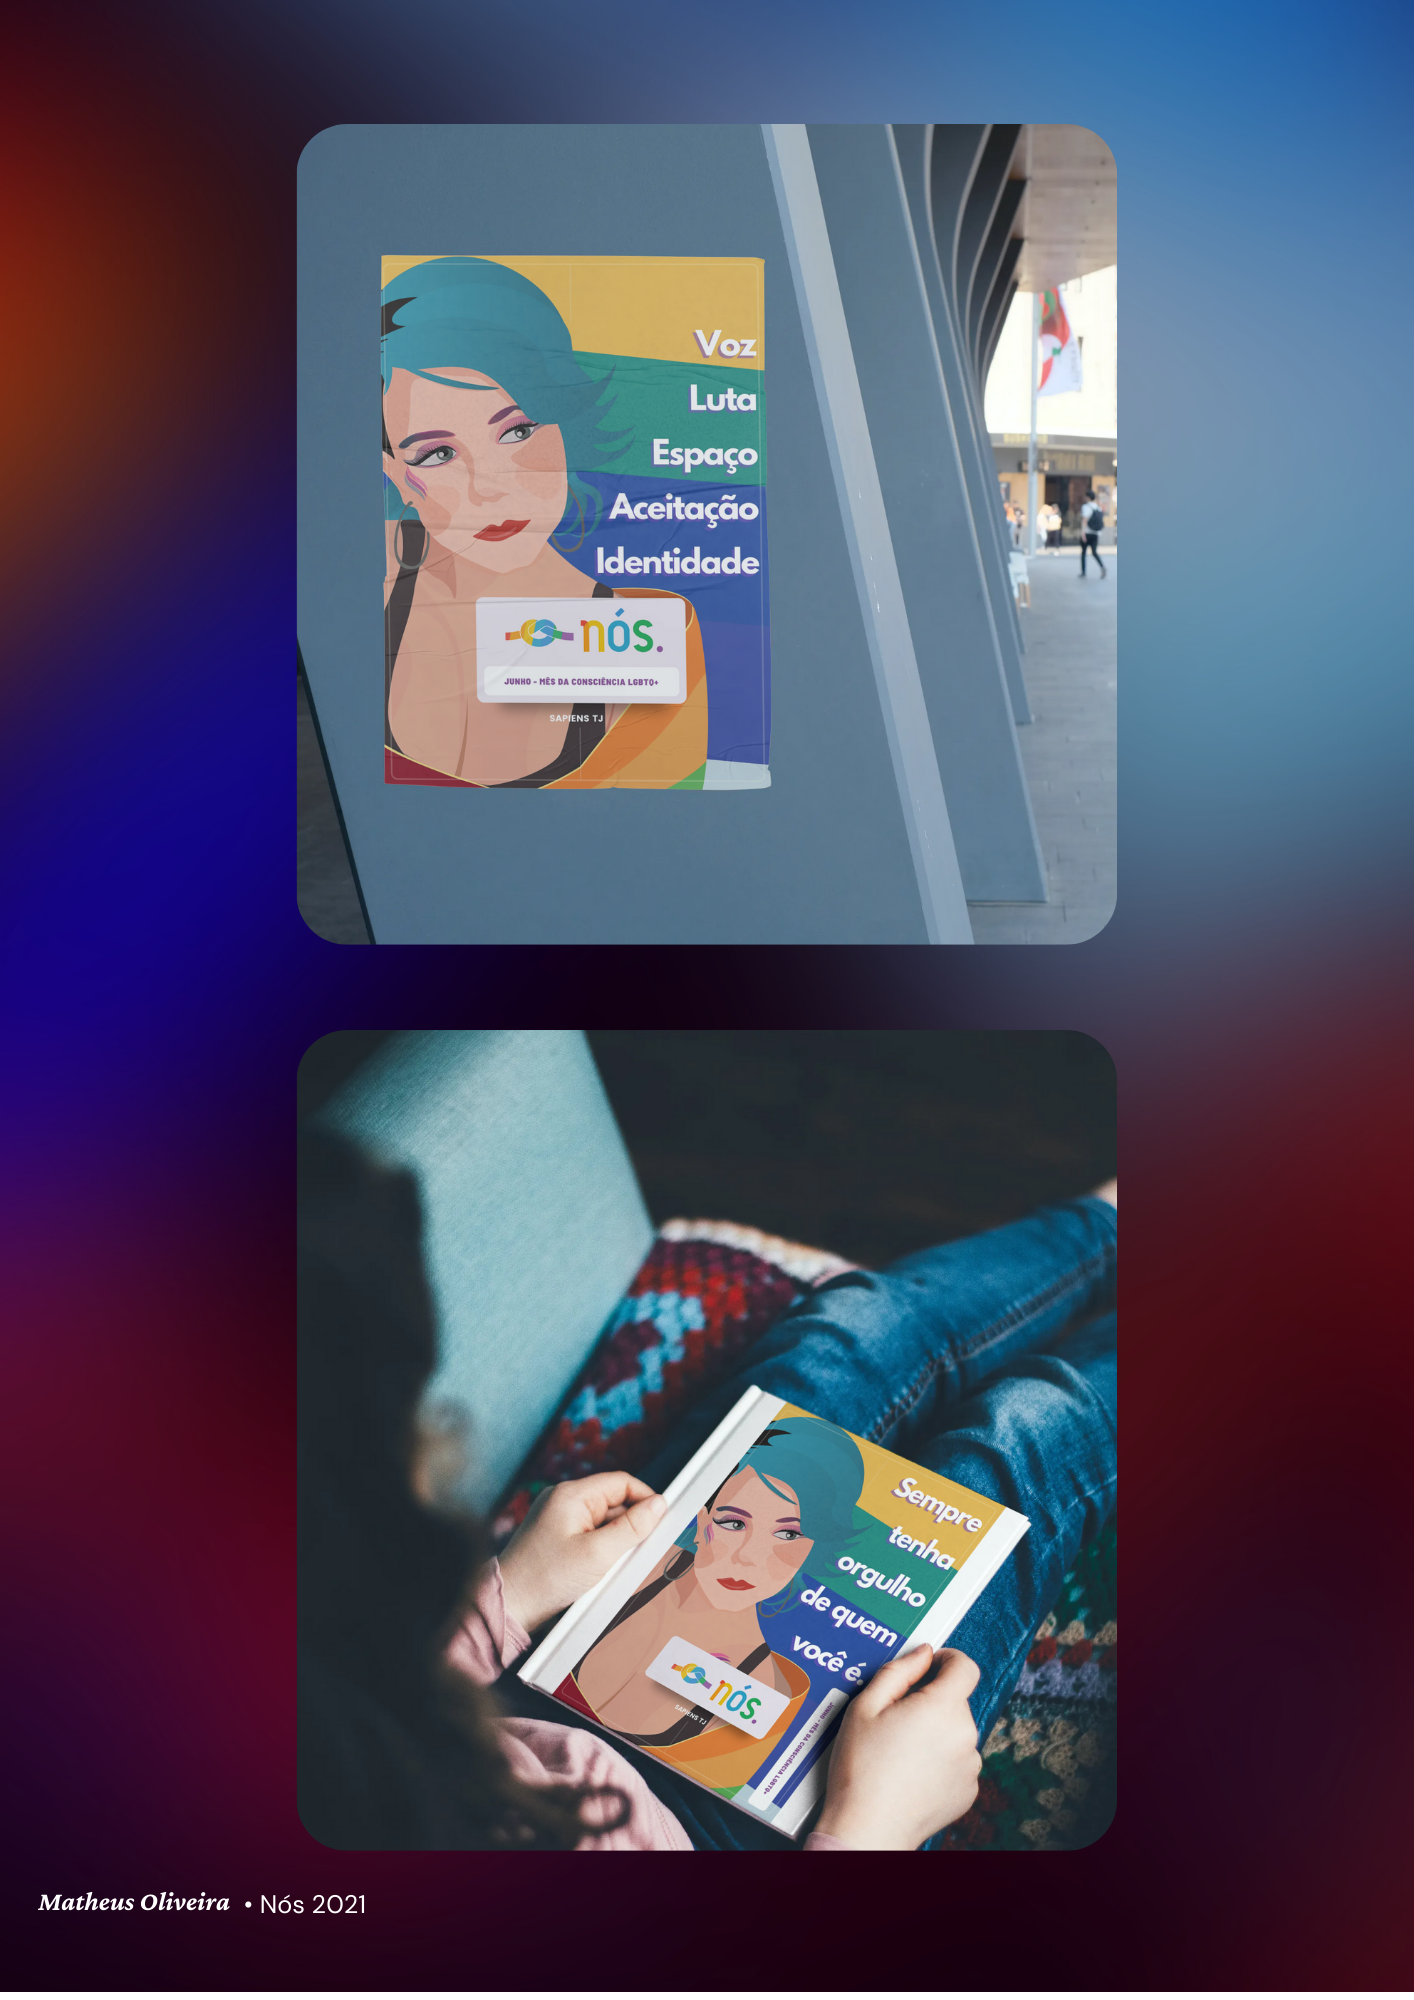 Voz
Luta
Espaço
Aceitação
Identidade
nós.
JUNHO - MÊS DA CONSCIÊNCIA LGBTQ+
SAPIENS TJ
Sempre
tenha
orgulho
de quem
você é.
nós.
SAPIENS TJ
JUNHO - MÊS DA CONSCIÊNCIA LGBTQ+
Matheus Oliveira • Nós 2021